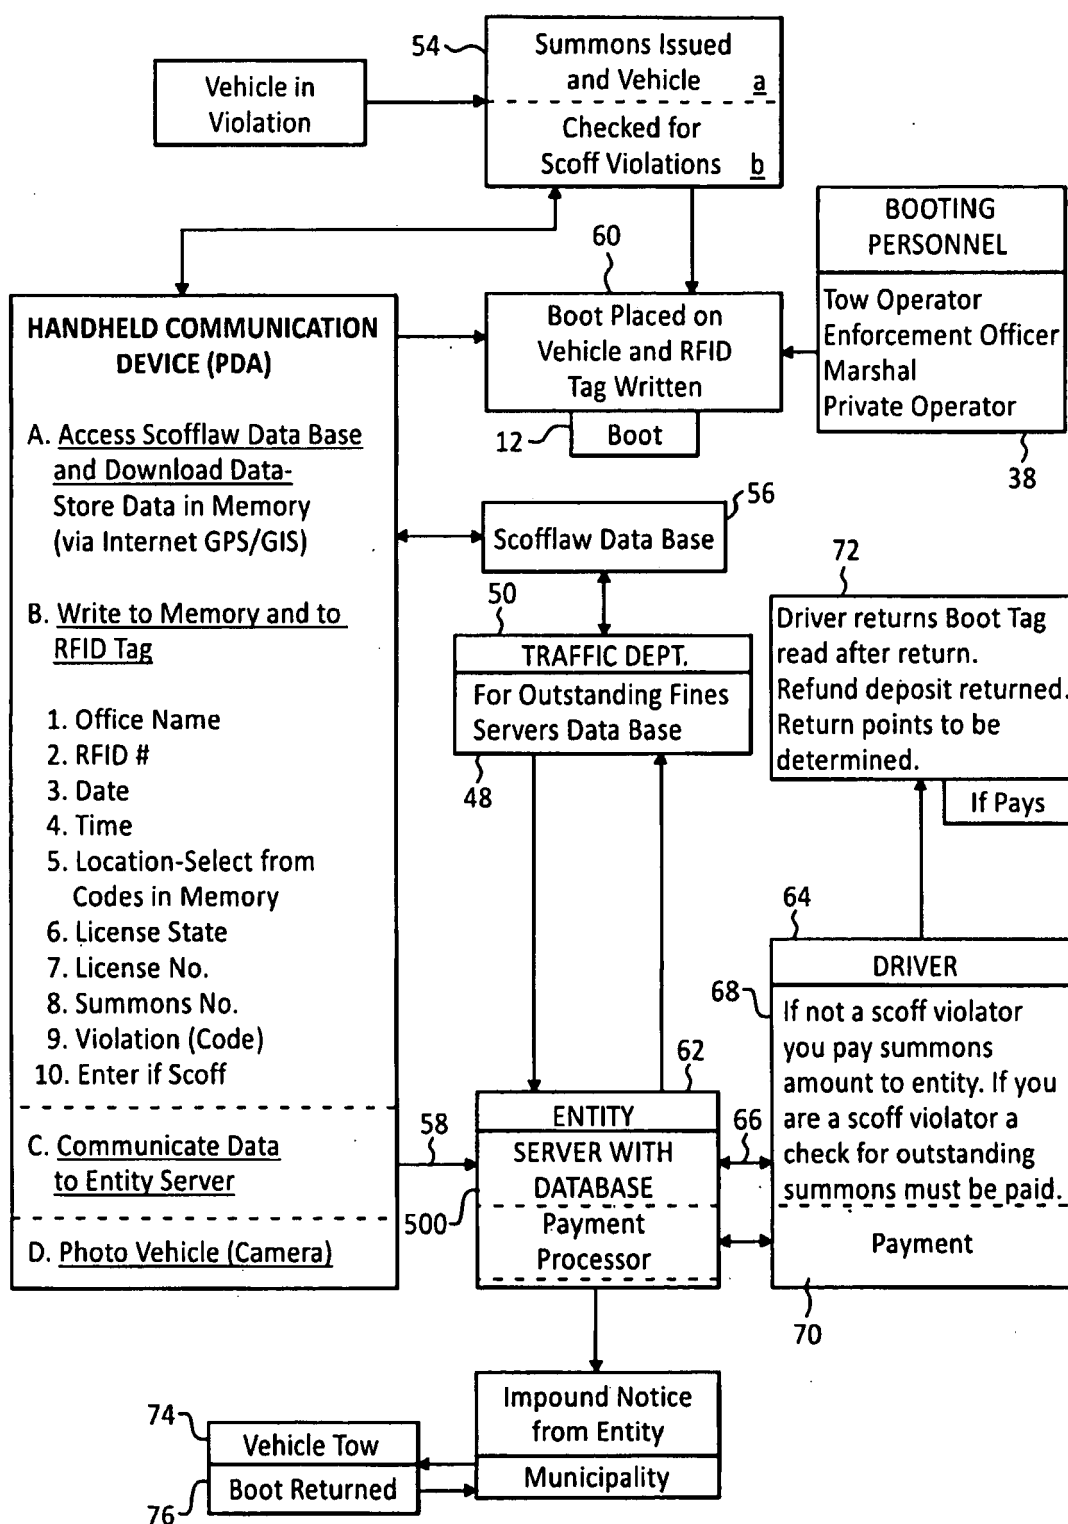 54
Summons Issued
and Vehicle a
Checked for
Scoff Violations b
Vehicle in
Violation
BOOTING
PERSONNEL
Tow Operator
Enforcement Officer
Marshal
Private Operator
38
60
Boot Placed on
Vehicle and RFID
Tag Written
12
Boot
HANDHELD COMMUNICATION
DEVICE (PDA)
A. Access Scofflaw Data Base
and Download Data-
Store Data in Memory
(via Internet GPS/GIS)
B. Write to Memory and to
RFID Tag
1. Office Name
2. RFID #
3. Date
4. Time
5. Location-Select from
Codes in Memory
6. License State
7. License No.
8. Summons No.
9. Violation (Code)
10. Enter if Scoff
C. Communicate Data
to Entity Server
D. Photo Vehicle (Camera)
56
Scofflaw Data Base
50
TRAFFIC DEPT.
For Outstanding Fines
Servers Data Base
48
72
Driver returns Boot Tag
read after return.
Refund deposit returned.
Return points to be
determined.
If Pays
64
DRIVER
68
If not a scoff violator
you pay summons
amount to entity. If you
are a scoff violator a
check for outstanding
summons must be paid.
Payment
70
62
ENTITY
58
SERVER WITH
DATABASE
500
Payment
Processor
66
Impound Notice
from Entity
Municipality
74
Vehicle Tow
Boot Returned
76